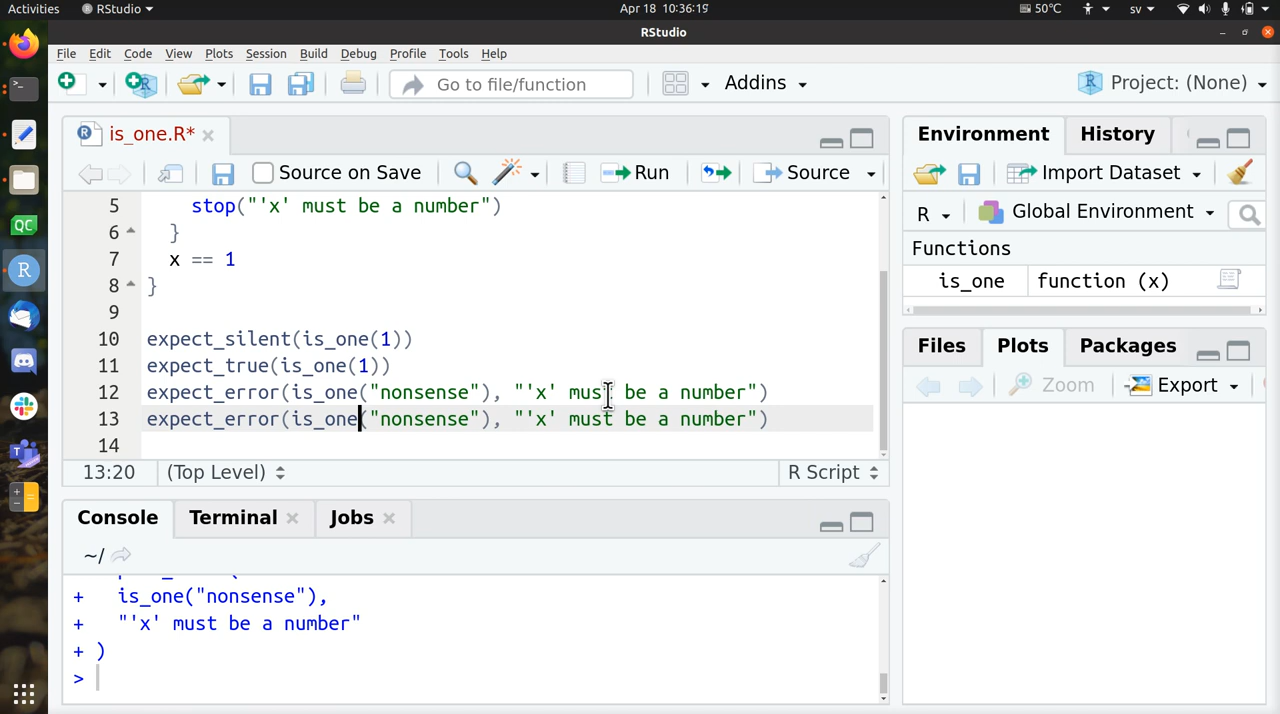 Activities RStudio Apr 18 10:36:19 50°C sv
RStudio
File Edit Code View Plots Session Build Debug Profile Tools Help
Go to file/function Addins Project: (None)
is_one.R*
Source on Save Run Source
5 stop("'x' must be a number")
6 }
7 x == 1
8 }
9
10 expect_silent(is_one(1))
11 expect_true(is_one(1))
12 expect_error(is_one("nonsense"), "'x' must be a number")
13 expect_error(is_one("nonsense"), "'x' must be a number")
14
13:20 (Top Level) R Script
Console Terminal Jobs
~/
+ is_one("nonsense"),
+ "'x' must be a number"
+ )
>
Environment History
Import Dataset
R Global Environment
Functions
is_one function (x)
Files Plots Packages
Zoom Export
QC
R